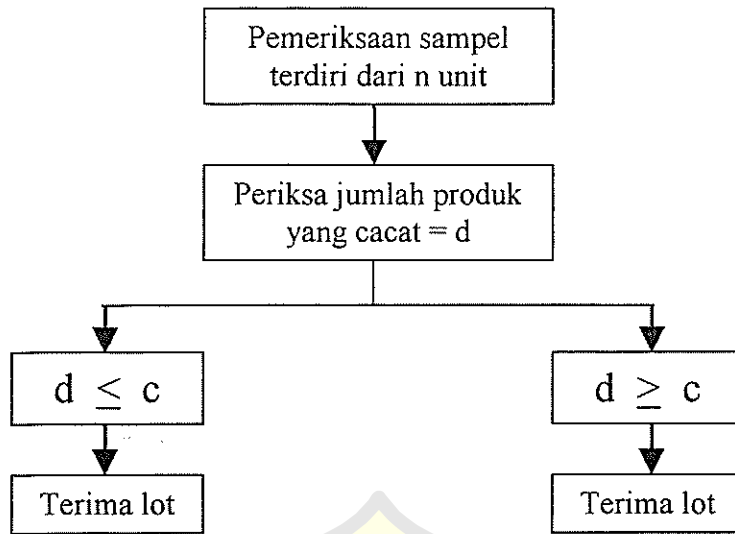 Pemeriksaan sampel
terdiri dari n unit
Periksa jumlah produk
yang cacat = d
d ≤ c
d ≥ c
Terima lot
Terima lot